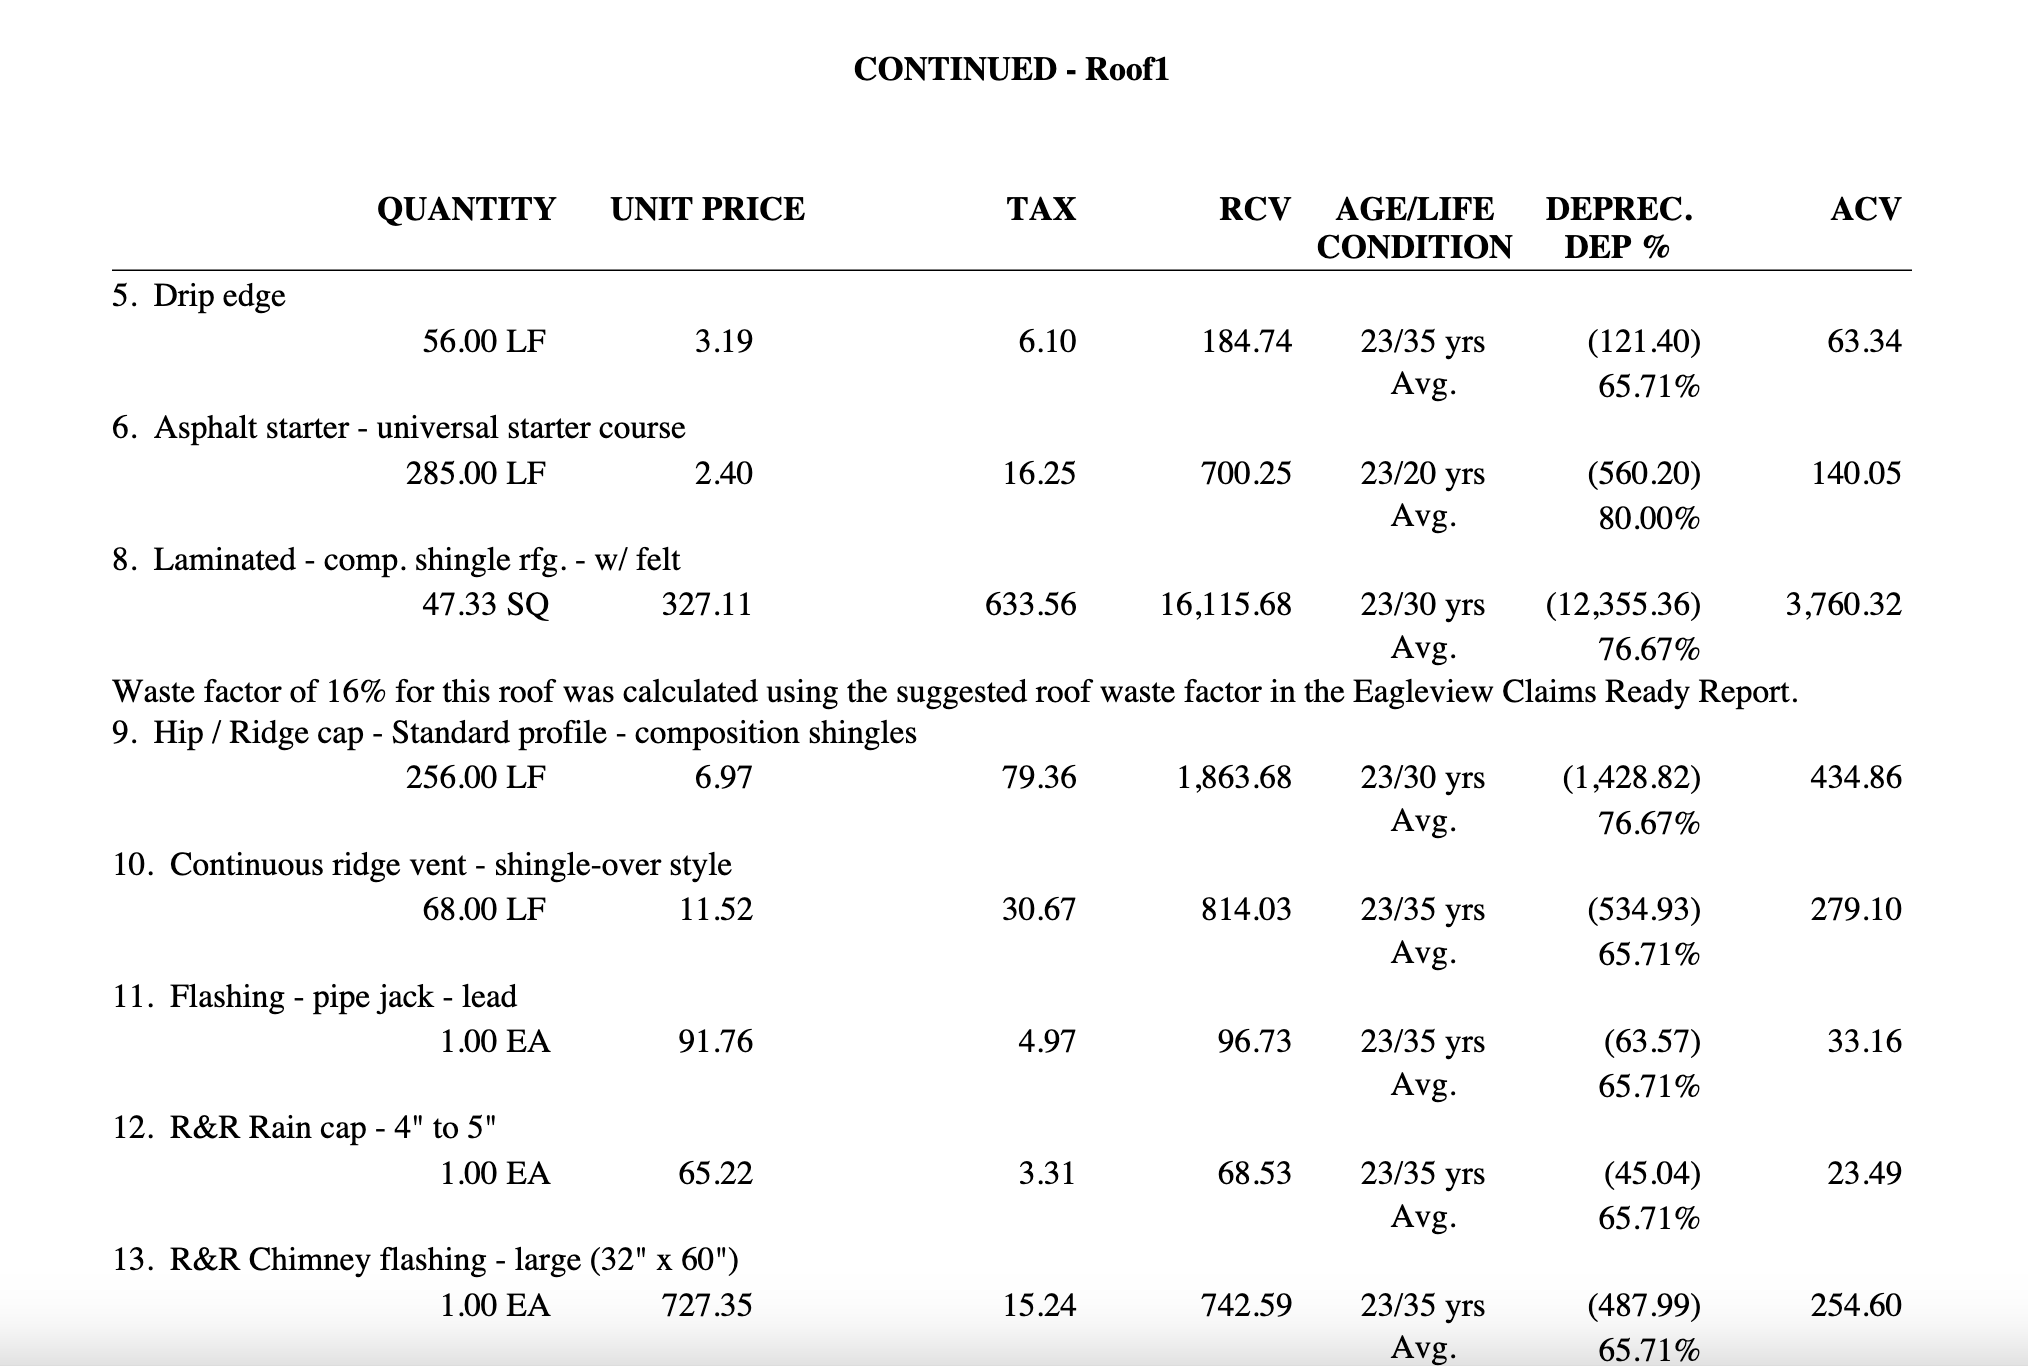 CONTINUED - Roof1
QUANTITY UNIT PRICE TAX RCV AGE/LIFE DEPREC. ACV
CONDITION DEP %
5. Drip edge
56.00 LF 3.19 6.10 184.74 23/35 yrs (121.40) 63.34
Avg. 65.71%
6. Asphalt starter - universal starter course
285.00 LF 2.40 16.25 700.25 23/20 yrs (560.20) 140.05
Avg. 80.00%
8. Laminated - comp. shingle rfg. - w/ felt
47.33 SQ 327.11 633.56 16,115.68 23/30 yrs (12,355.36) 3,760.32
Avg. 76.67%
Waste factor of 16% for this roof was calculated using the suggested roof waste factor in the Eagleview Claims Ready Report.
9. Hip / Ridge cap - Standard profile - composition shingles
256.00 LF 6.97 79.36 1,863.68 23/30 yrs (1,428.82) 434.86
Avg. 76.67%
10. Continuous ridge vent - shingle-over style
68.00 LF 11.52 30.67 814.03 23/35 yrs (534.93) 279.10
Avg. 65.71%
11. Flashing - pipe jack - lead
1.00 EA 91.76 4.97 96.73 23/35 yrs (63.57) 33.16
Avg. 65.71%
12. R&R Rain cap - 4" to 5"
1.00 EA 65.22 3.31 68.53 23/35 yrs (45.04) 23.49
Avg. 65.71%
13. R&R Chimney flashing - large (32" x 60")
1.00 EA 727.35 15.24 742.59 23/35 yrs (487.99) 254.60
Avg. 65.71%